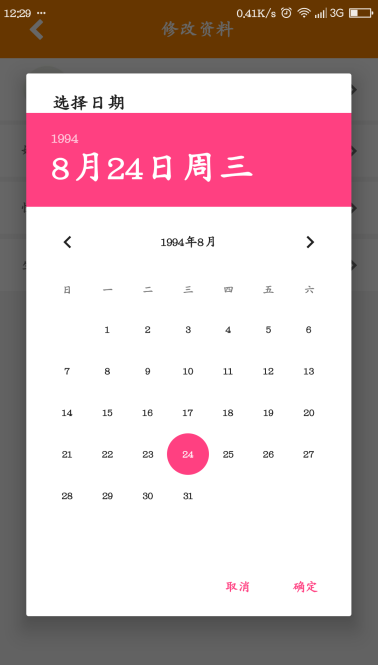 12:29 ··· 0.41K/s 3G
修改资料
选择日期
1994
8月24日周三
1994年8月
日 一 二 三 四 五 六
1 2 3 4 5 6
7 8 9 10 11 12 13
14 15 16 17 18 19 20
21 22 23 24 25 26 27
28 29 30 31
取消 确定